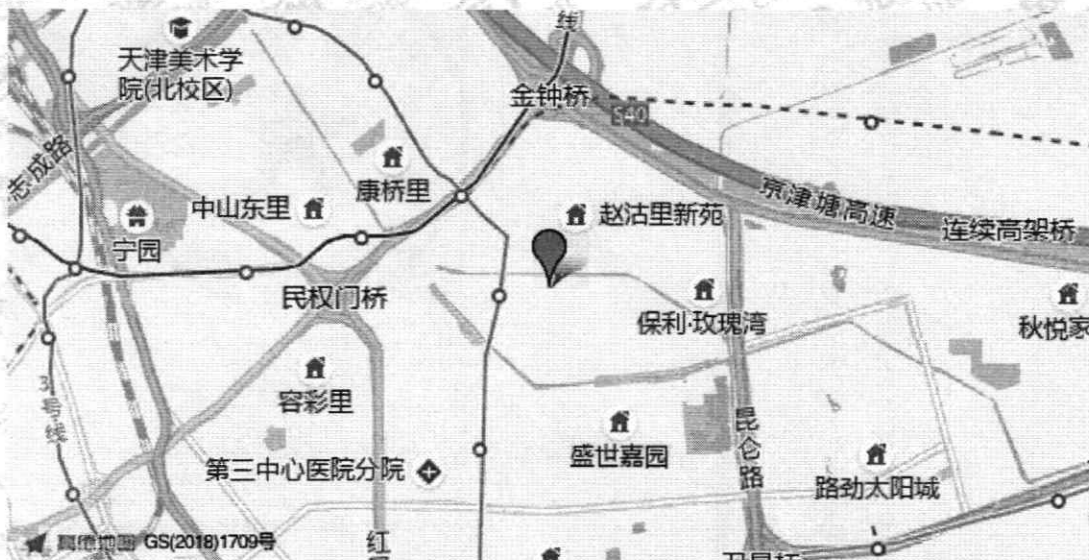 天津美术学
院(北校区)
线
金钟桥
S40
志成路
康桥里
中山东里
赵沽里新苑
京津塘高速
连续高架桥
宁园
民权门桥
保利·玫瑰湾
秋悦家
3号线
容彩里
昆仑路
盛世嘉园
第三中心医院分院
路劲太阳城
高德地图 GS(2018)1709号
红